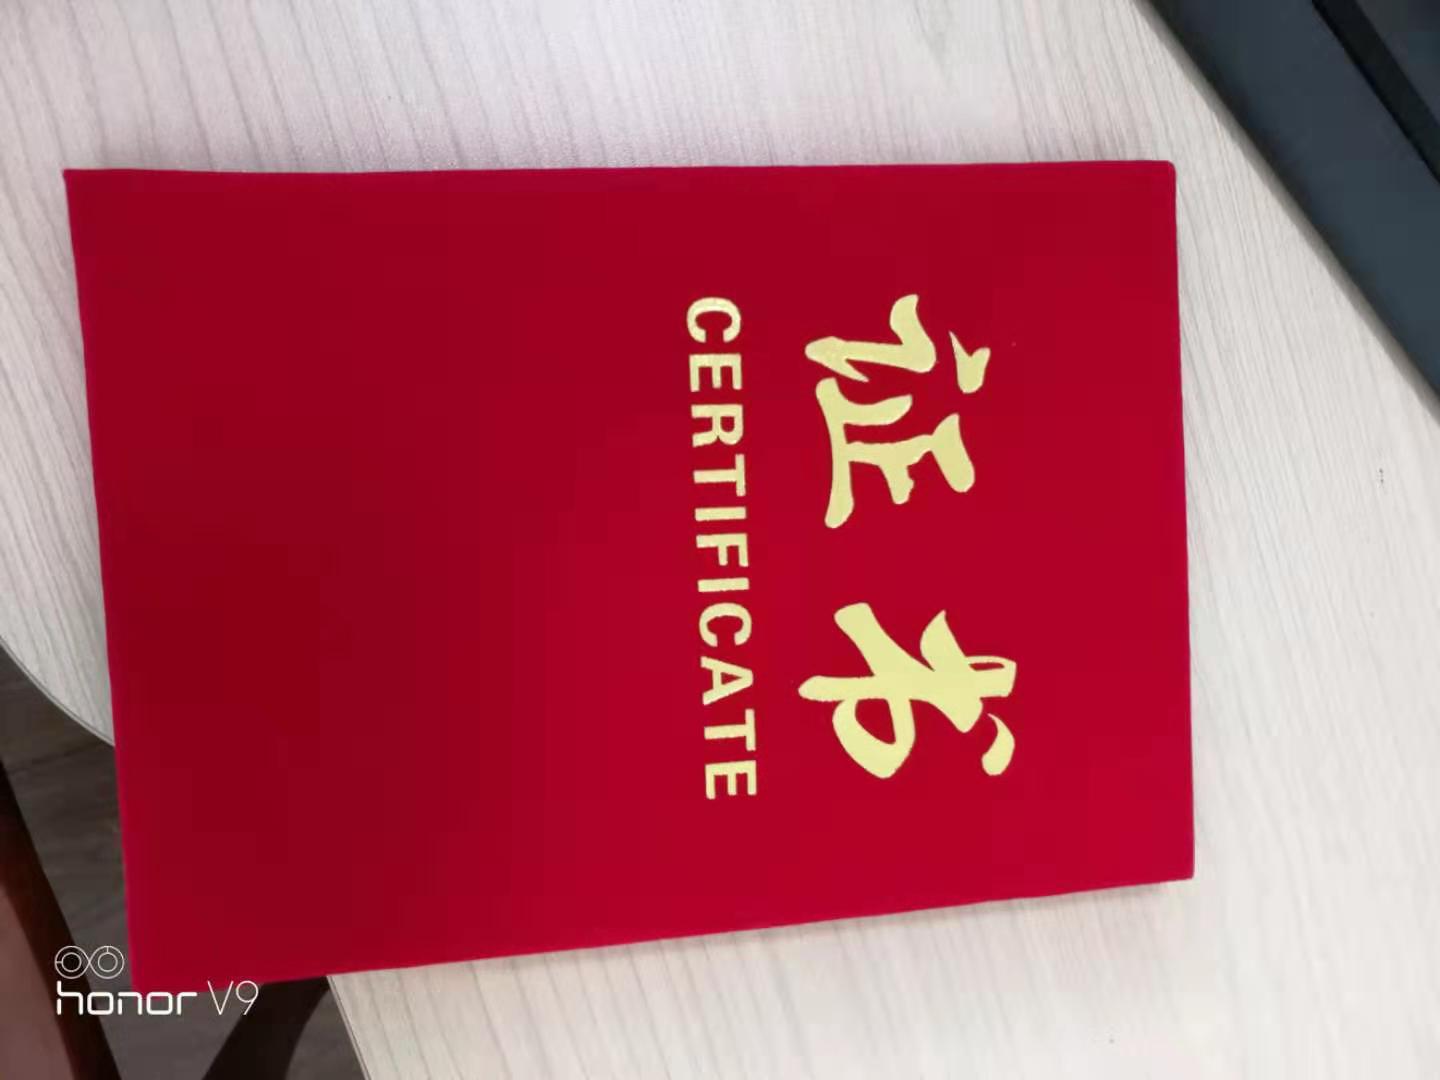 证书
CERTIFICATE
honor V9